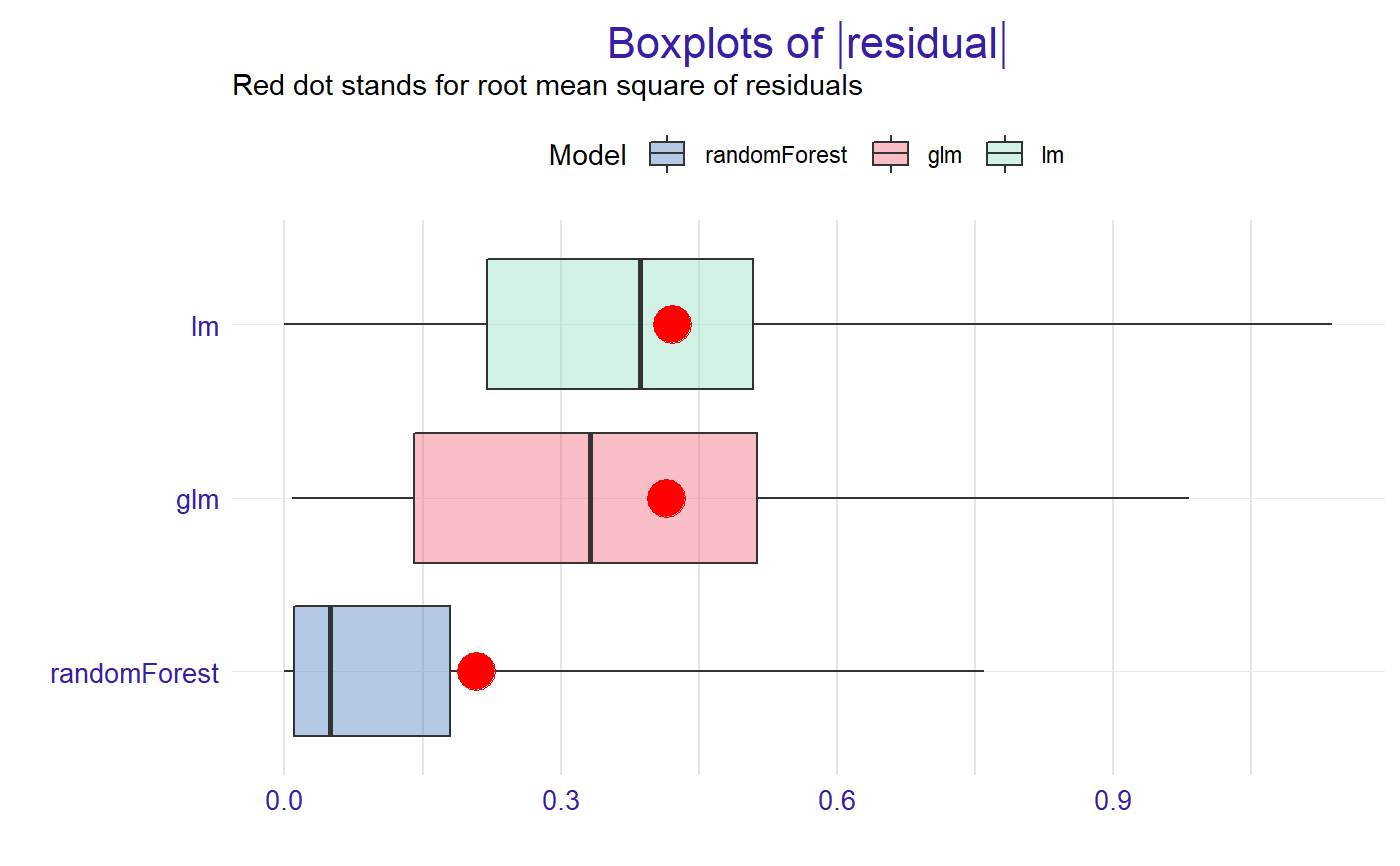 Boxplots of |residual|
Red dot stands for root mean square of residuals
Model randomForest glm lm
lm
glm
randomForest
0.0 0.3 0.6 0.9